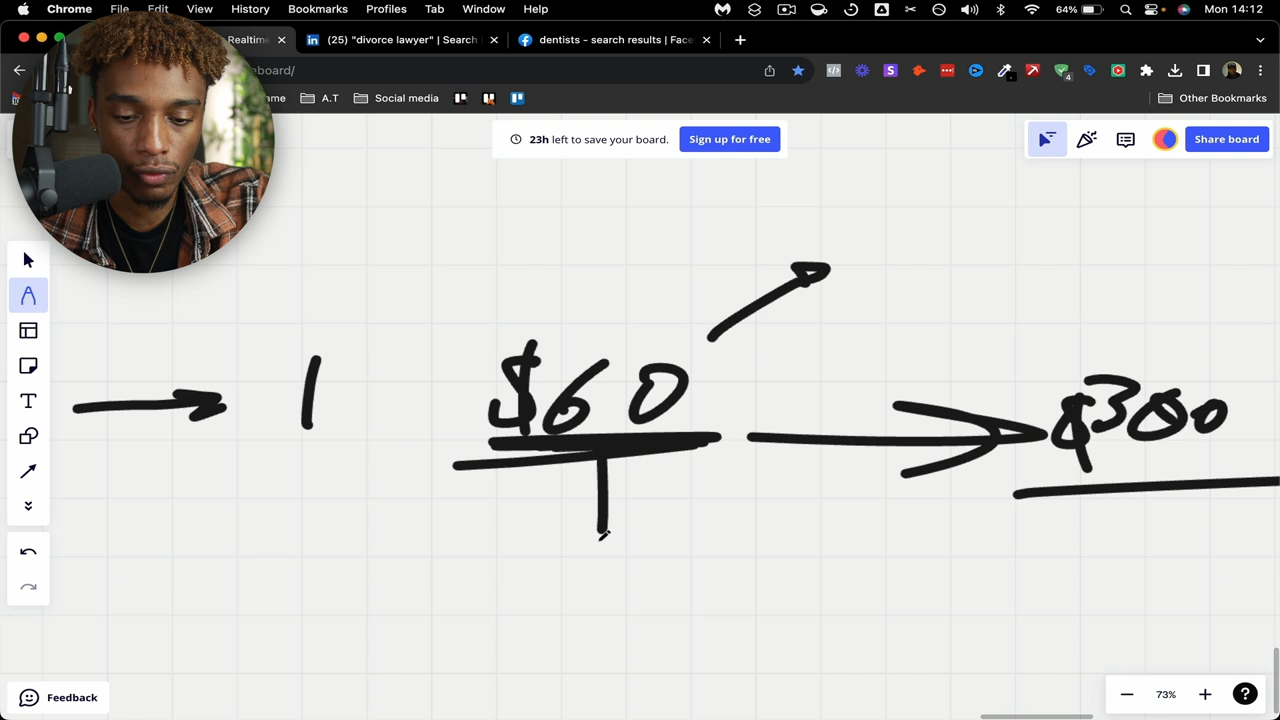 Chrome File Edit View History Bookmarks Profiles Tab Window Help 64% Mon 14:12
Realtime (25) "divorce lawyer" | Search dentists - search results | Face
eboard/
me A.T Social media Other Bookmarks
23h left to save your board. Sign up for free Share board
1 $60 $300
Feedback 73%